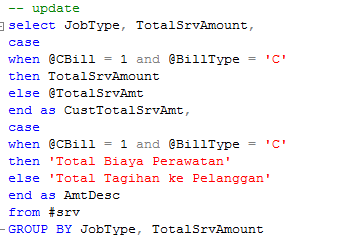 -- update
select JobType, TotalSrvAmount,
case
when @CBill = 1 and @BillType = 'C'
then TotalSrvAmount
else @TotalSrvAmt
end as CustTotalSrvAmt,
case
when @CBill = 1 and @BillType = 'C'
then 'Total Biaya Perawatan'
else 'Total Tagihan ke Pelanggan'
end as AmtDesc
from #srv
GROUP BY JobType, TotalSrvAmount